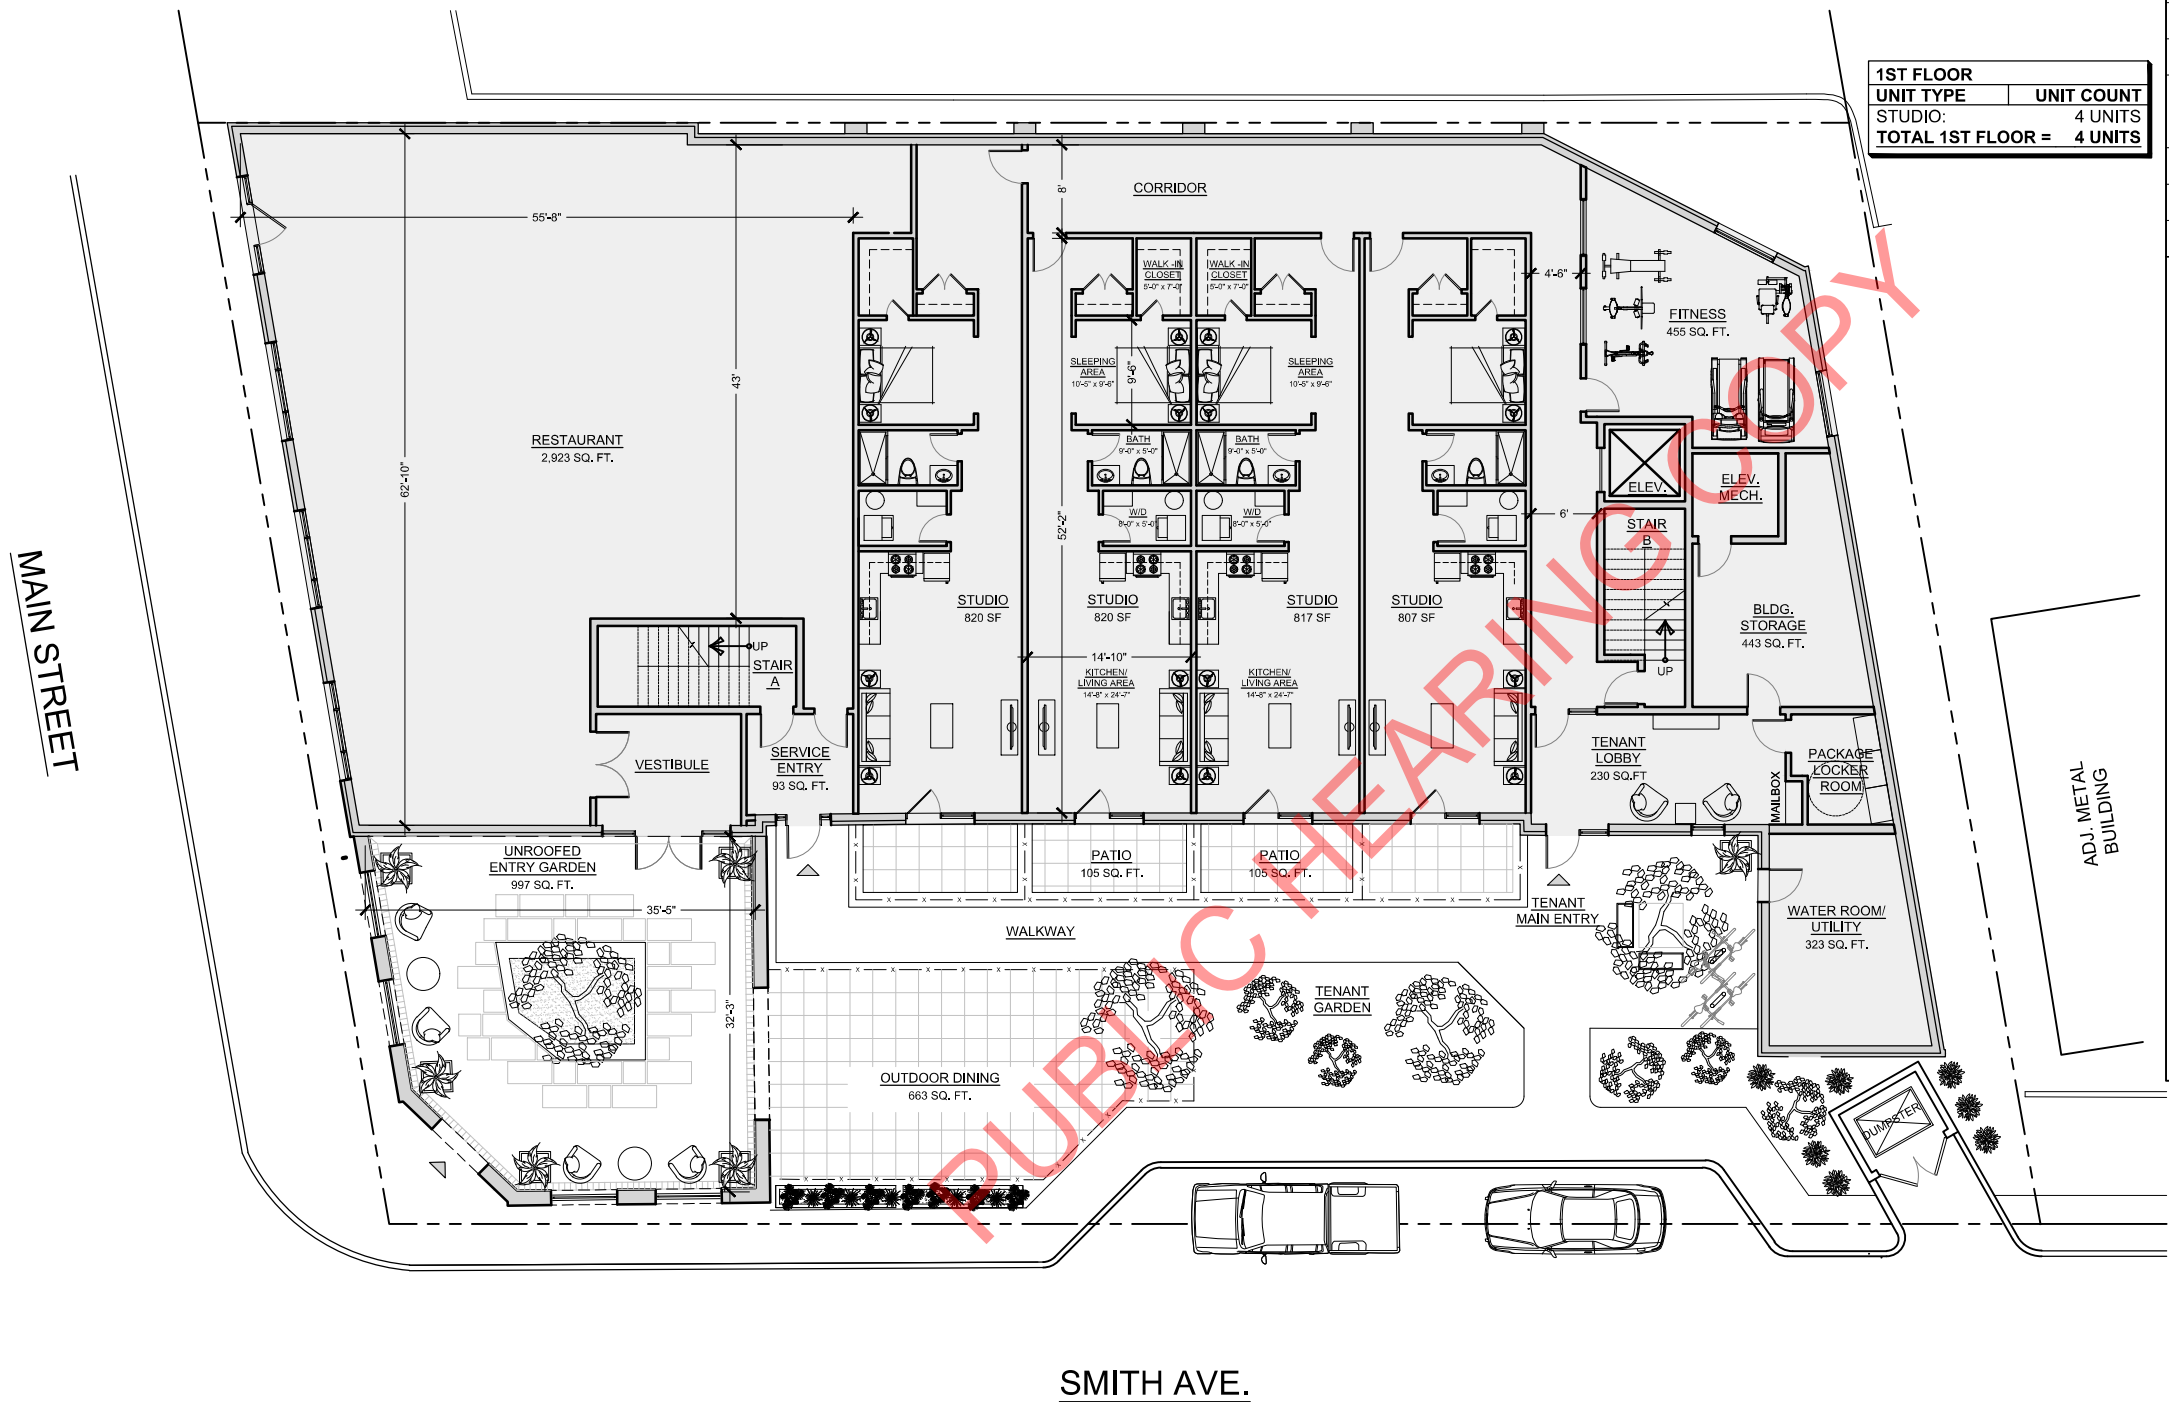 1ST FLOOR
UNIT TYPE UNIT COUNT
STUDIO: 4 UNITS
TOTAL 1ST FLOOR = 4 UNITS
CORRIDOR
8'
55'-8"
43'
62'-10"
RESTAURANT
2,923 SQ. FT.
WALK -IN
CLOSET
5'-0" x 7'-0"
WALK -IN
CLOSET
5'-0" x 7'-0"
4'-6"
FITNESS
455 SQ. FT.
SLEEPING
AREA
10'-5" x 9'-6"
9'-6"
SLEEPING
AREA
10'-5" x 9'-6"
BATH
9'-0" x 5'-0"
BATH
9'-0" x 5'-0"
W/D
8'-0" x 5'-0"
W/D
8'-0" x 5'-0"
52'-2"
6'
ELEV.
ELEV.
MECH.
STAIR
B
UP
STUDIO
820 SF
STUDIO
820 SF
STUDIO
817 SF
STUDIO
807 SF
BLDG.
STORAGE
443 SQ. FT.
14'-10"
KITCHEN/
LIVING AREA
14'-8" x 24'-7"
KITCHEN/
LIVING AREA
14'-8" x 24'-7"
UP
STAIR
A
VESTIBULE
SERVICE
ENTRY
93 SQ. FT.
TENANT
LOBBY
230 SQ.FT
MAILBOX
PACKAGE
LOCKER
ROOM
MAIN STREET
ADJ. METAL
BUILDING
UNROOFED
ENTRY GARDEN
997 SQ. FT.
35'-5"
32'-3"
PATIO
105 SQ. FT.
PATIO
105 SQ. FT.
WALKWAY
TENANT
MAIN ENTRY
WATER ROOM/
UTILITY
323 SQ. FT.
TENANT
GARDEN
OUTDOOR DINING
663 SQ. FT.
DUMPSTER
PUBLIC HEARING COPY
SMITH AVE.